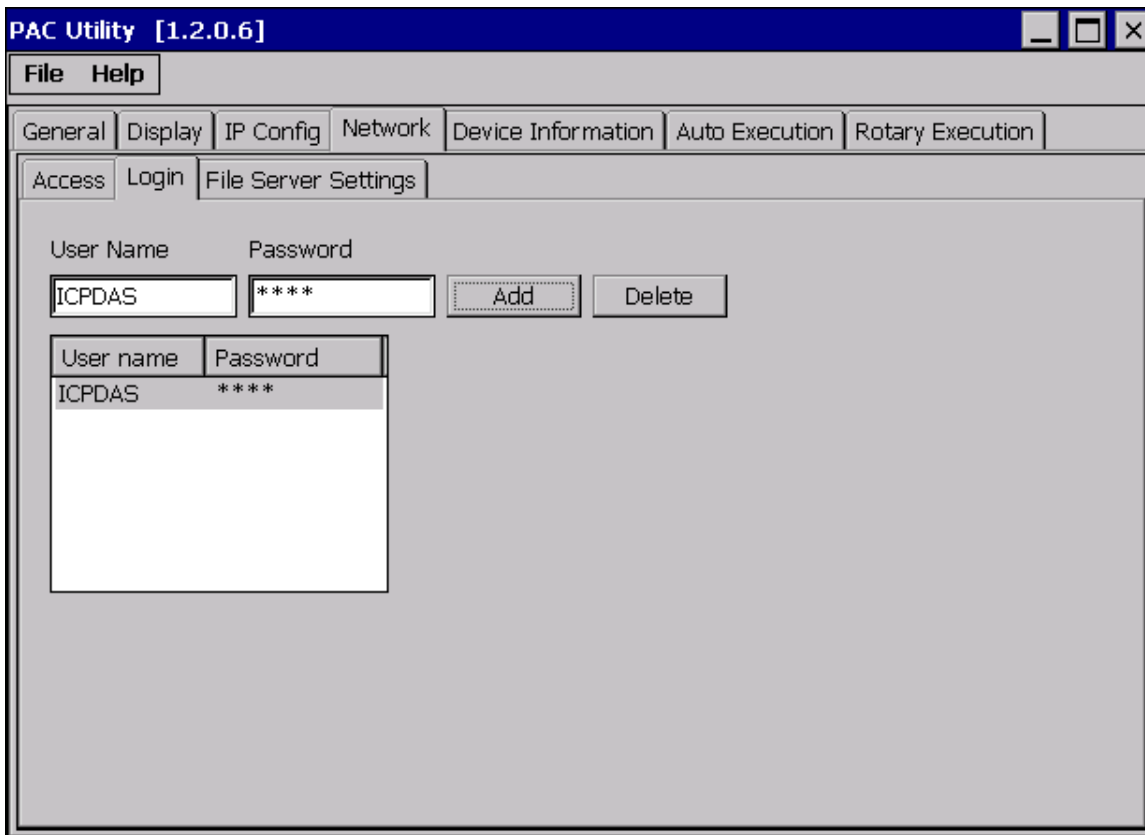 PAC Utility [1.2.0.6]
File Help
General Display IP Config Network Device Information Auto Execution Rotary Execution
Access Login File Server Settings
User Name Password
ICPDAS **** Add Delete
User name Password
ICPDAS ****